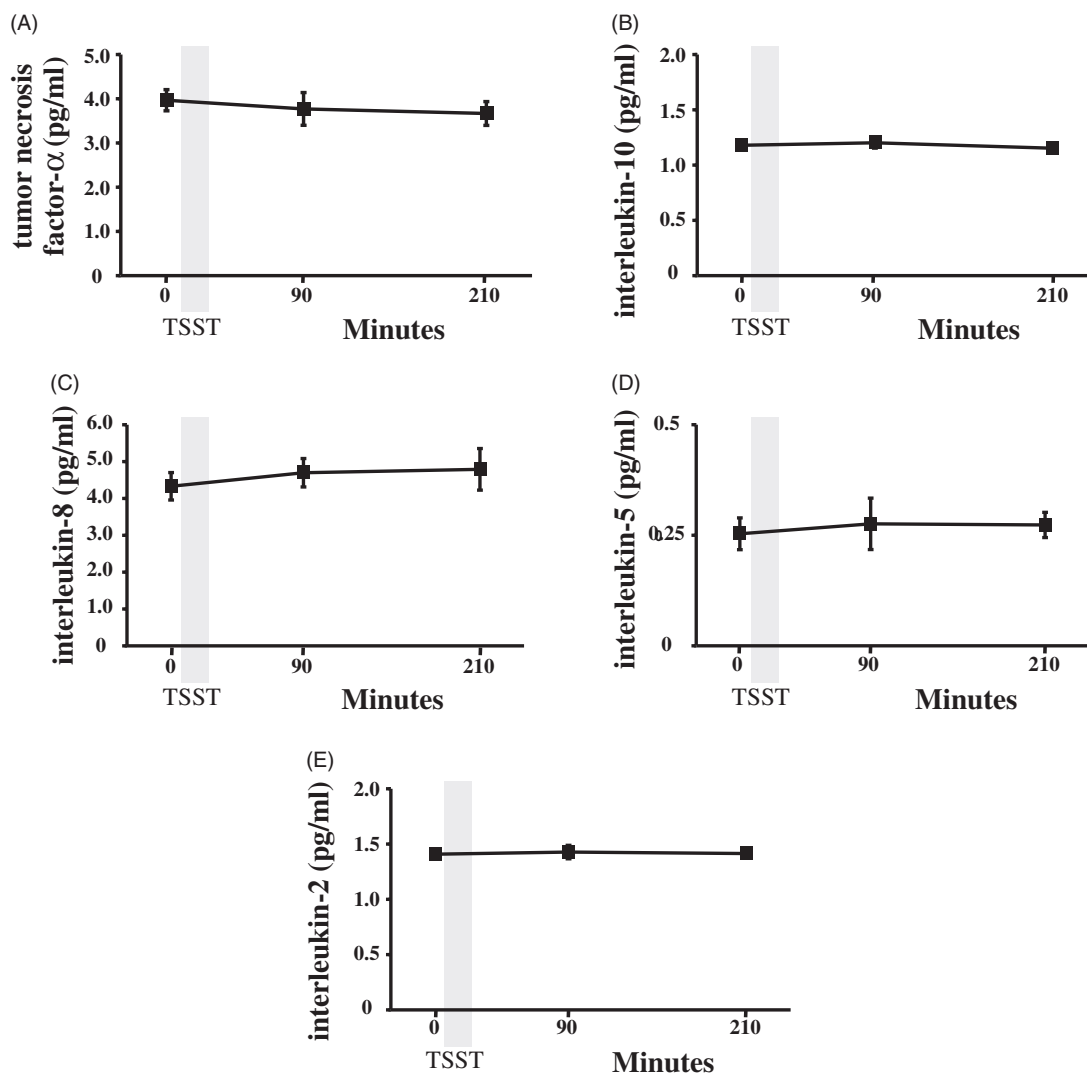 (A)
tumor necrosis
factor-α (pg/ml)
5.0
4.0
3.0
2.0
1.0
0
0
90
210
TSST
Minutes
(B)
interleukin-10 (pg/ml)
2.0
1.5
1.0
0.5
0
0
90
210
TSST
Minutes
(C)
interleukin-8 (pg/ml)
6.0
5.0
4.0
3.0
2.0
1.0
0
0
90
210
TSST
Minutes
(D)
interleukin-5 (pg/ml)
0.5
0.25
0
0
90
210
TSST
Minutes
(E)
interleukin-2 (pg/ml)
2.0
1.5
1.0
0.5
0
0
90
210
TSST
Minutes